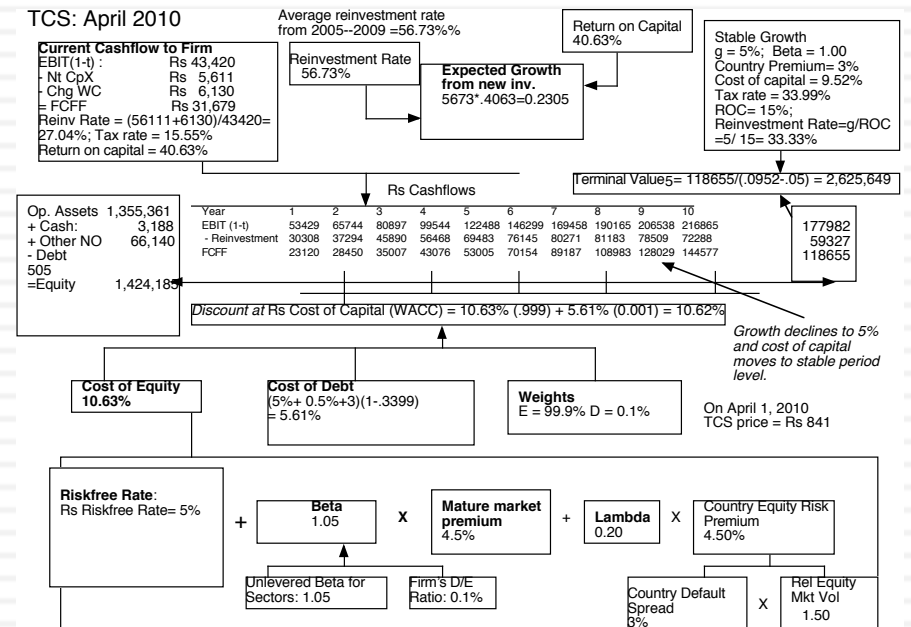 TCS: April 2010
Average reinvestment rate
from 2005--2009 =56.73%%
Return on Capital
40.63%
Current Cashflow to Firm
EBIT(1-t) : Rs 43,420
- Nt CpX Rs 5,611
- Chg WC Rs 6,130
= FCFF Rs 31,679
Reinv Rate = (56111+6130)/43420=
27.04%; Tax rate = 15.55%
Return on capital = 40.63%
Reinvestment Rate
56.73%
Expected Growth
from new inv.
5673*.4063=0.2305
Stable Growth
g = 5%; Beta = 1.00
Country Premium= 3%
Cost of capital = 9.52%
Tax rate = 33.99%
ROC= 15%;
Reinvestment Rate=g/ROC
=5/ 15= 33.33%
Terminal Value5= 118655/(.0952-.05) = 2,625,649
Rs Cashflows
Op. Assets 1,355,361
+ Cash: 3,188
+ Other NO 66,140
- Debt
505
=Equity 1,424,185
Year 1 2 3 4 5 6 7 8 9 10
EBIT (1-t) 53429 65744 80897 99544 122488 146299 169458 190165 206538 216865
- Reinvestment 30308 37294 45890 56468 69483 76145 80271 81183 78509 72288
FCFF 23120 28450 35007 43076 53005 70154 89187 108983 128029 144577
177982
59327
118655
Discount at Rs Cost of Capital (WACC) = 10.63% (.999) + 5.61% (0.001) = 10.62%
Growth declines to 5%
and cost of capital
moves to stable period
level.
Cost of Equity
10.63%
Cost of Debt
(5%+ 0.5%+3)(1-.3399)
= 5.61%
Weights
E = 99.9% D = 0.1%
On April 1, 2010
TCS price = Rs 841
Riskfree Rate:
Rs Riskfree Rate= 5%
+
Beta
1.05
X
Mature market
premium
4.5%
+
Lambda
0.20
X
Country Equity Risk
Premium
4.50%
Unlevered Beta for
Sectors: 1.05
Firm's D/E
Ratio: 0.1%
Country Default
Spread
3%
X
Rel Equity
Mkt Vol
1.50